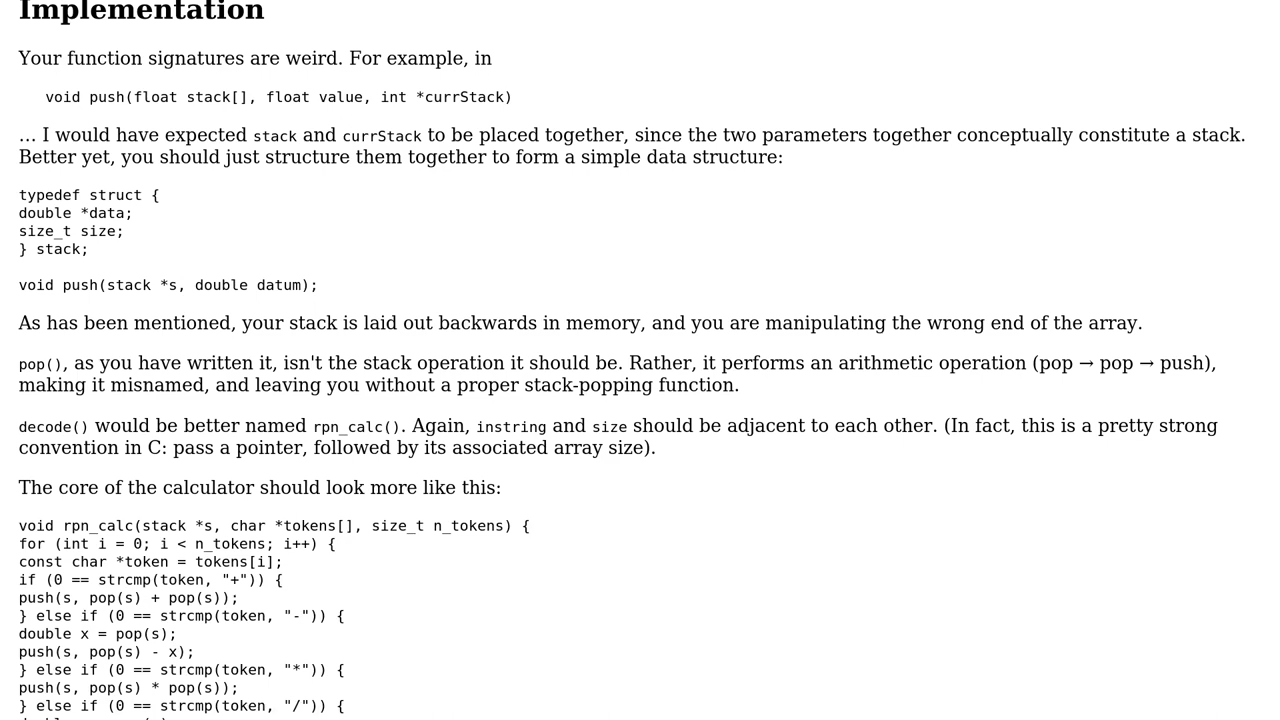 Implementation
Your function signatures are weird. For example, in
void push(float stack[], float value, int *currStack)
… I would have expected stack and currStack to be placed together, since the two parameters together conceptually constitute a stack.
Better yet, you should just structure them together to form a simple data structure:
typedef struct {
double *data;
size_t size;
} stack;
void push(stack *s, double datum);
As has been mentioned, your stack is laid out backwards in memory, and you are manipulating the wrong end of the array.
pop(), as you have written it, isn't the stack operation it should be. Rather, it performs an arithmetic operation (pop → pop → push),
making it misnamed, and leaving you without a proper stack-popping function.
decode() would be better named rpn_calc(). Again, instring and size should be adjacent to each other. (In fact, this is a pretty strong
convention in C: pass a pointer, followed by its associated array size).
The core of the calculator should look more like this:
void rpn_calc(stack *s, char *tokens[], size_t n_tokens) {
for (int i = 0; i < n_tokens; i++) {
const char *token = tokens[i];
if (0 == strcmp(token, "+")) {
push(s, pop(s) + pop(s));
} else if (0 == strcmp(token, "-")) {
double x = pop(s);
push(s, pop(s) - x);
} else if (0 == strcmp(token, "*")) {
push(s, pop(s) * pop(s));
} else if (0 == strcmp(token, "/")) {